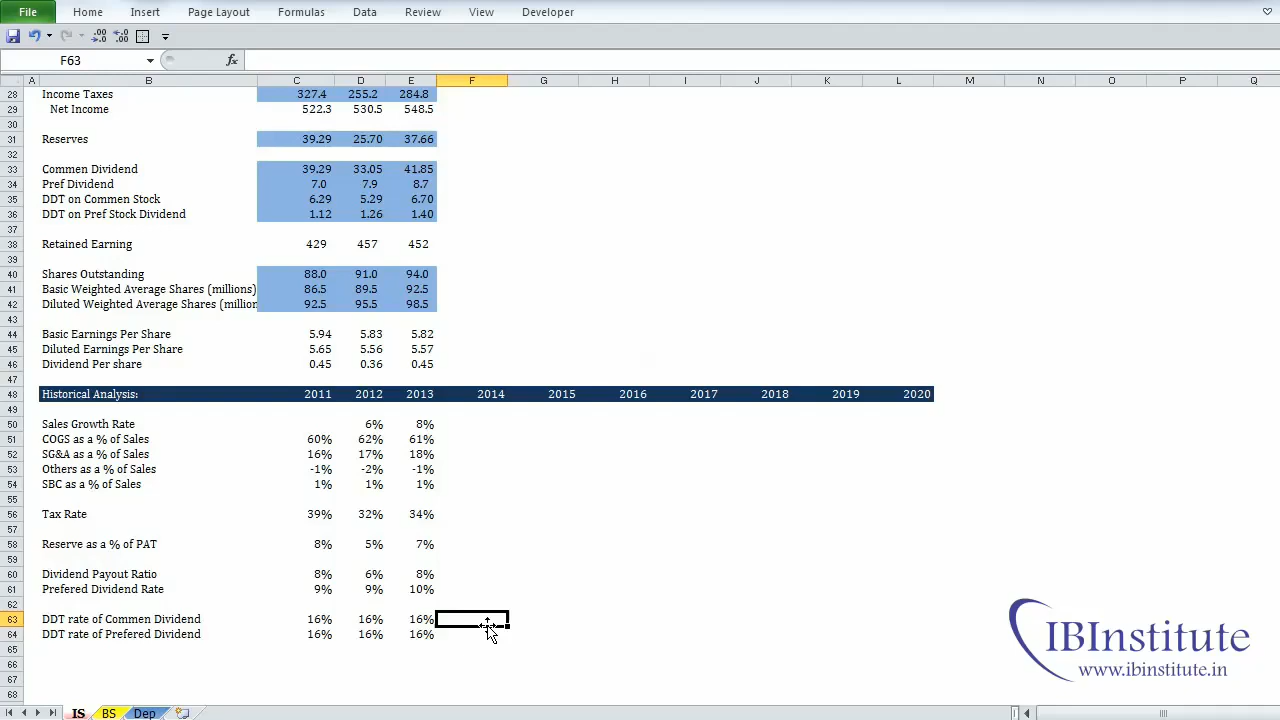 File Home Insert Page Layout Formulas Data Review View Developer
F63 fx
A B C D E F G H I J K L M N O P Q
28 Income Taxes 327.4 255.2 284.8
29 Net Income 522.3 530.5 548.5
30
31 Reserves 39.29 25.70 37.66
32
33 Commen Dividend 39.29 33.05 41.85
34 Pref Dividend 7.0 7.9 8.7
35 DDT on Commen Stock 6.29 5.29 6.70
36 DDT on Pref Stock Dividend 1.12 1.26 1.40
37
38 Retained Earning 429 457 452
39
40 Shares Outstanding 88.0 91.0 94.0
41 Basic Weighted Average Shares (millions) 86.5 89.5 92.5
42 Diluted Weighted Average Shares (million 92.5 95.5 98.5
43
44 Basic Earnings Per Share 5.94 5.83 5.82
45 Diluted Earnings Per Share 5.65 5.56 5.57
46 Dividend Per share 0.45 0.36 0.45
47
48 Historical Analysis: 2011 2012 2013 2014 2015 2016 2017 2018 2019 2020
49
50 Sales Growth Rate 6% 8%
51 COGS as a % of Sales 60% 62% 61%
52 SG&A as a % of Sales 16% 17% 18%
53 Others as a % of Sales -1% -2% -1%
54 SBC as a % of Sales 1% 1% 1%
55
56 Tax Rate 39% 32% 34%
57
58 Reserve as a % of PAT 8% 5% 7%
59
60 Dividend Payout Ratio 8% 6% 8%
61 Prefered Dividend Rate 9% 9% 10%
62
63 DDT rate of Commen Dividend 16% 16% 16%
64 DDT rate of Prefered Dividend 16% 16% 16%
65
66
67
68
IBInstitute
www.ibinstitute.in
IS BS Dep